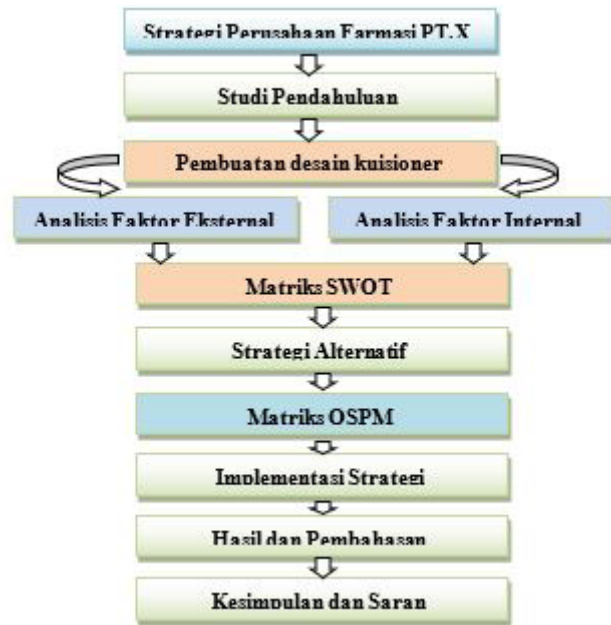 Strategi Perusahaan Farmasi PT.X
Studi Pendahuluan
Pembuatan desain kuisioner
Analisis Faktor Eksternal
Analisis Faktor Internal
Matriks SWOT
Strategi Alternatif
Matriks QSPM
Implementasi Strategi
Hasil dan Pembahasan
Kesimpulan dan Saran